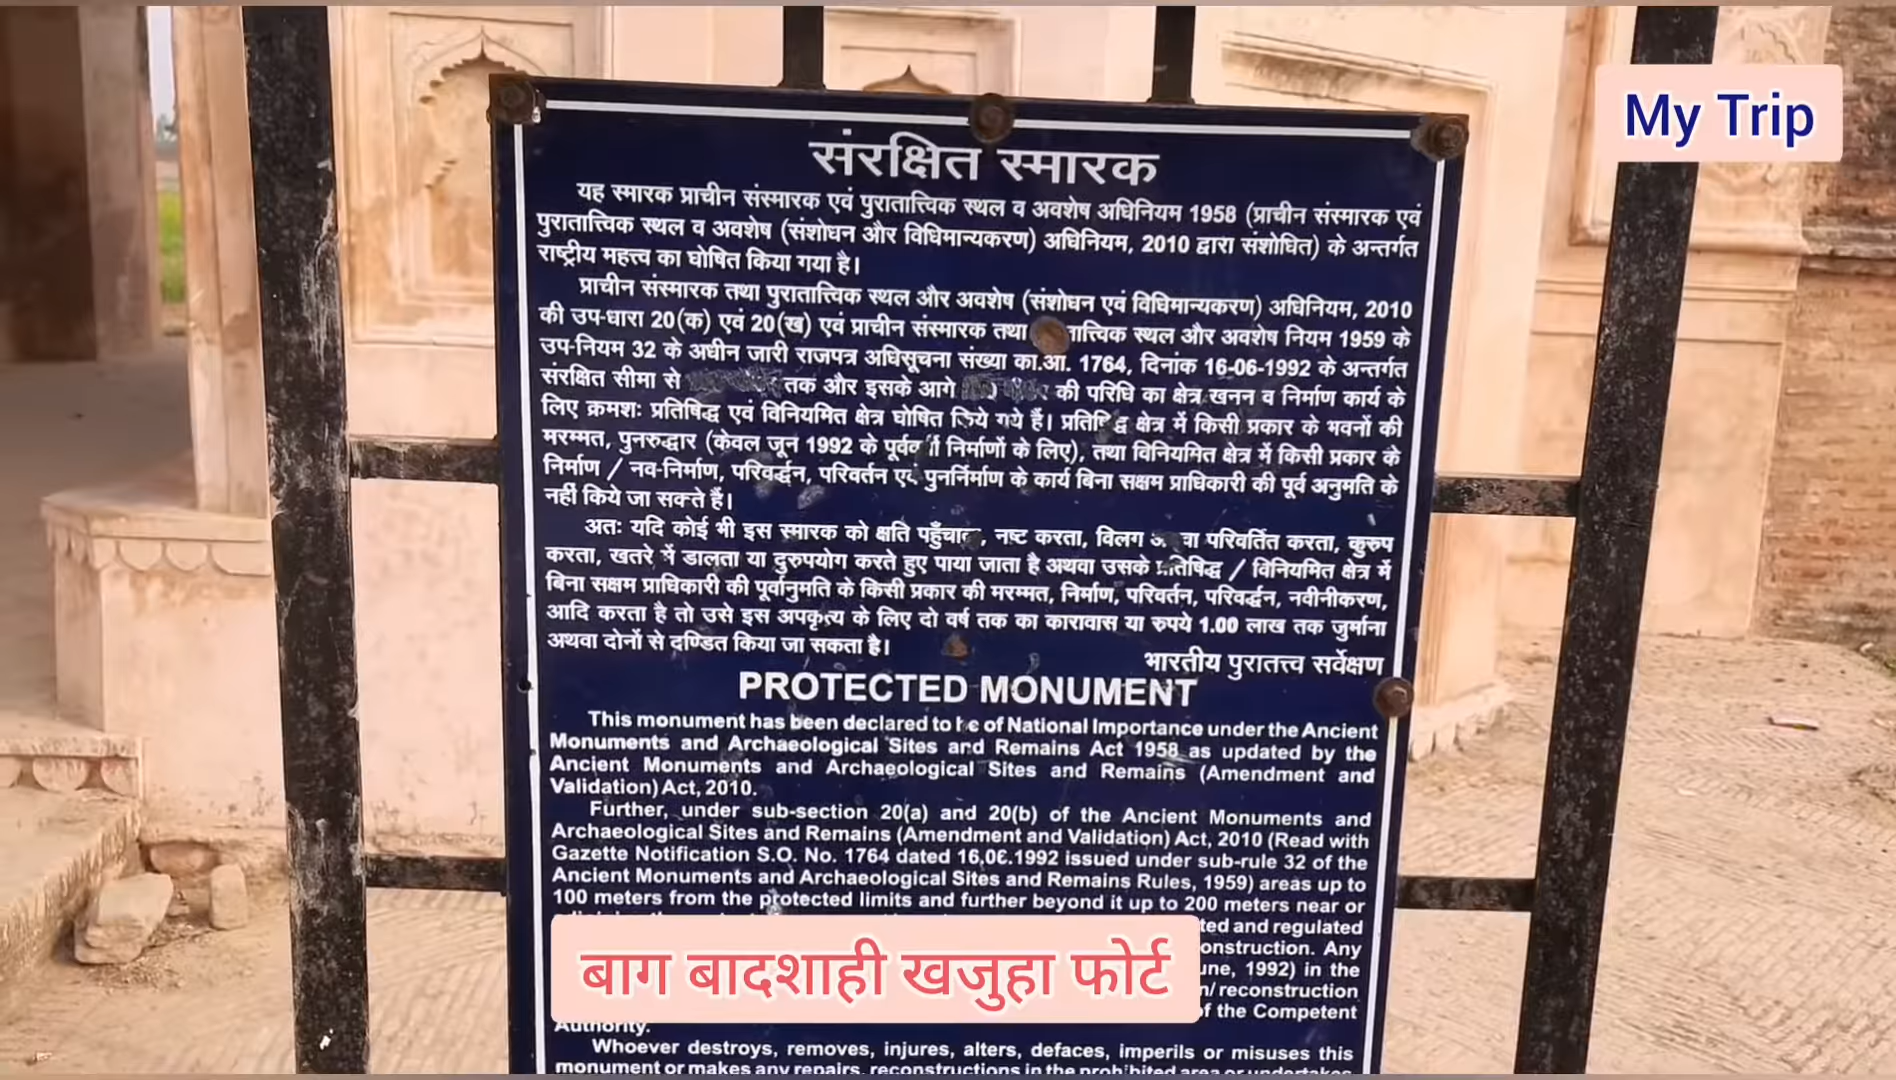 My Trip
संरक्षित स्मारक
यह स्मारक प्राचीन संस्मारक एवं पुरातात्त्विक स्थल व अवशेष अधिनियम 1958 (प्राचीन संस्मारक एवं
पुरातात्त्विक स्थल व अवशेष (संशोधन और विधिमान्यकरण) अधिनियम, 2010 द्वारा संशोधित) के अन्तर्गत
राष्ट्रीय महत्त्व का घोषित किया गया है।
प्राचीन संस्मारक तथा पुरातात्त्विक स्थल और अवशेष (संशोधन एवं विधिमान्यकरण) अधिनियम, 2010
की उप-धारा 20(क) एवं 20(ख) एवं प्राचीन संस्मारक तथा स्थल और अवशेष नियम 1959 के
उप-नियम 32 के अधीन जारी राजपत्र अधिसूचना संख्या का.आ. 1764, दिनांक 16-06-1992 के अन्तर्गत
संरक्षित सीमा से तक और इसके आगे की परिधि का क्षेत्र खनन व निर्माण कार्य के
लिए क्रमशः प्रतिषिद्ध एवं विनियमित क्षेत्र घोषित किये गये हैं। प्रतिषिद्ध क्षेत्र में किसी प्रकार के भवनों की
मरम्मत, पुनरुद्धार (केवल जून 1992 के पूर्ववर्ती निर्माणों के लिए), तथा विनियमित क्षेत्र में किसी प्रकार के
निर्माण / नव-निर्माण, परिवर्द्धन, परिवर्तन एवं पुनर्निर्माण के कार्य बिना सक्षम प्राधिकारी की पूर्व अनुमति के
नहीं किये जा सकते हैं।
अतः यदि कोई भी इस स्मारक को क्षति , नष्ट करता, विलग अथवा परिवर्तित करता, कुरुप
करता, खतरे में डालता या दुरुपयोग करते हुए पाया जाता है अथवा उसके प्रतिषिद्ध / विनियमित क्षेत्र में
बिना सक्षम प्राधिकारी की पूर्वानुमति के किसी प्रकार की मरम्मत, निर्माण, परिवर्तन, परिवर्द्धन, नवीनीकरण,
आदि करता है तो उसे इस अपकृत्य के लिए दो वर्ष तक का कारावास या रुपये 1.00 लाख तक जुर्माना
अथवा दोनों से दण्डित किया जा सकता है।
भारतीय पुरातत्त्व सर्वेक्षण
PROTECTED MONUMENT
This monument has been declared to be of National Importance under the Ancient
Monuments and Archaeological Sites and Remains Act 1958 as updated by the
Ancient Monuments and Archaeological Sites and Remains (Amendment and
Validation) Act, 2010.
Further, under sub-section 20(a) and 20(b) of the Ancient Monuments and
Archaeological Sites and Remains (Amendment and Validation) Act, 2010 (Read with
Gazette Notification S.O. No. 1764 dated 16.06.1992 issued under sub-rule 32 of the
Ancient Monuments and Archaeological Sites and Remains Rules, 1959) areas up to
100 meters from the protected limits and further beyond it up to 200 meters near or
and regulated
Any
1992) in the
reconstruction
of the Competent
Authority.
बाग बादशाही खजुहा फोर्ट
Whoever destroys, removes, injures, alters, defaces, imperils or misuses this
monument or makes any repairs, reconstructions in the prohibited area or undertakes